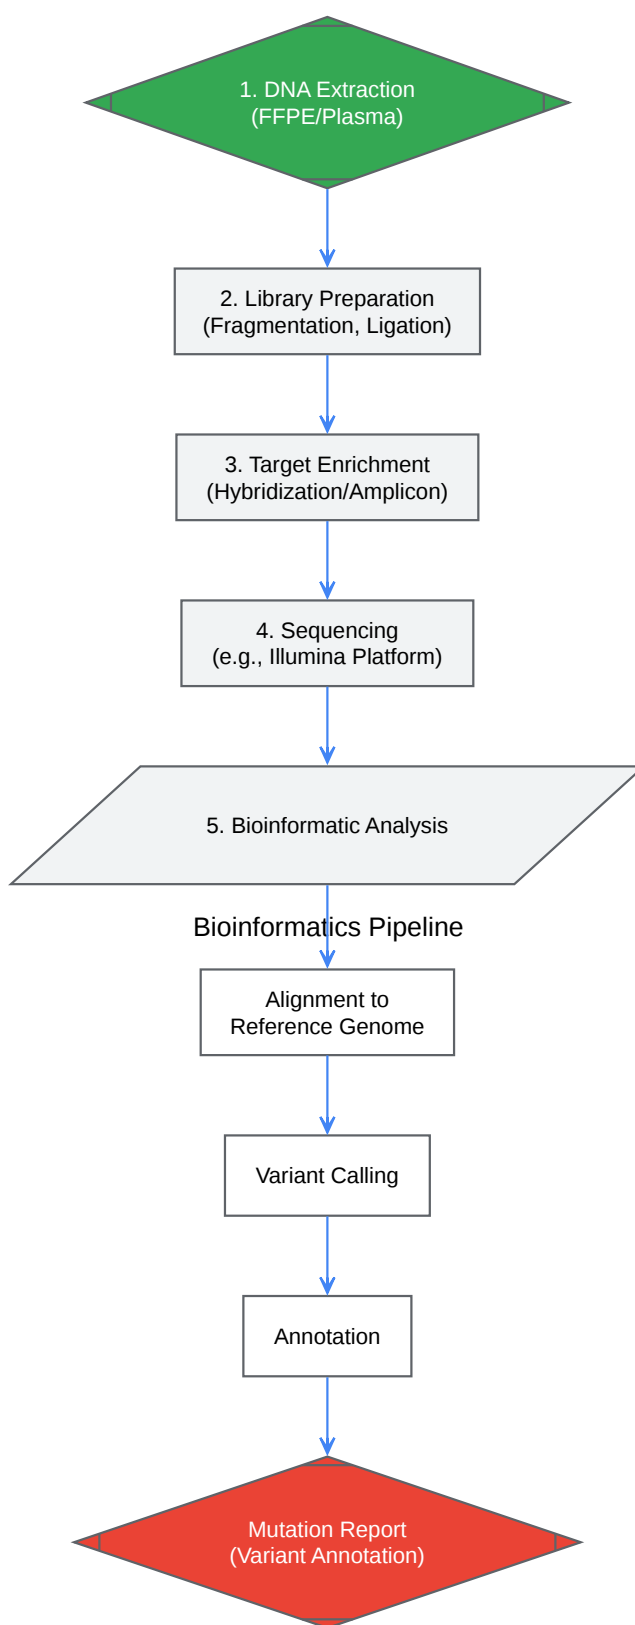 1. DNA Extraction
(FFPE/Plasma)
2. Library Preparation
(Fragmentation, Ligation)
3. Target Enrichment
(Hybridization/Amplicon)
4. Sequencing
(e.g., Illumina Platform)
5. Bioinformatic Analysis
Bioinformatics Pipeline
Alignment to
Reference Genome
Variant Calling
Annotation
Mutation Report
(Variant Annotation)